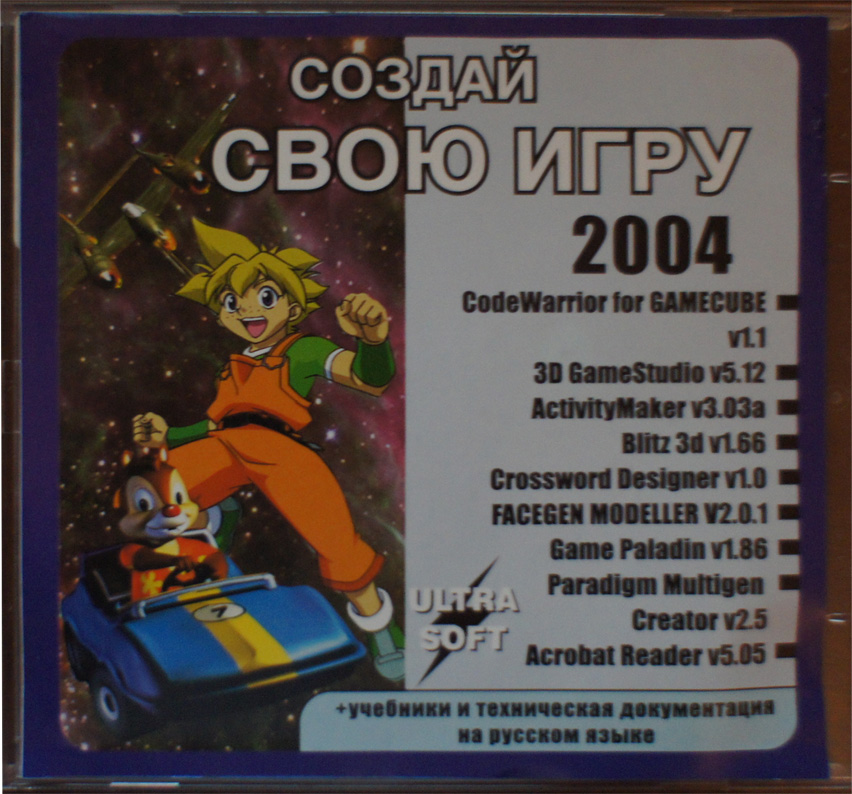 СОЗДАЙ
СВОЮ ИГРУ
2004
CodeWarrior for GAMECUBE
v1.1
3D GameStudio v5.12
ActivityMaker v3.03a
Blitz 3d v1.66
Crossword Designer v1.0
FACEGEN MODELLER V2.0.1
Game Paladin v1.86
Paradigm Multigen
Creator v2.5
Acrobat Reader v5.05
ULTRA
SOFT
7
+учебники и техническая документация
на русском языке